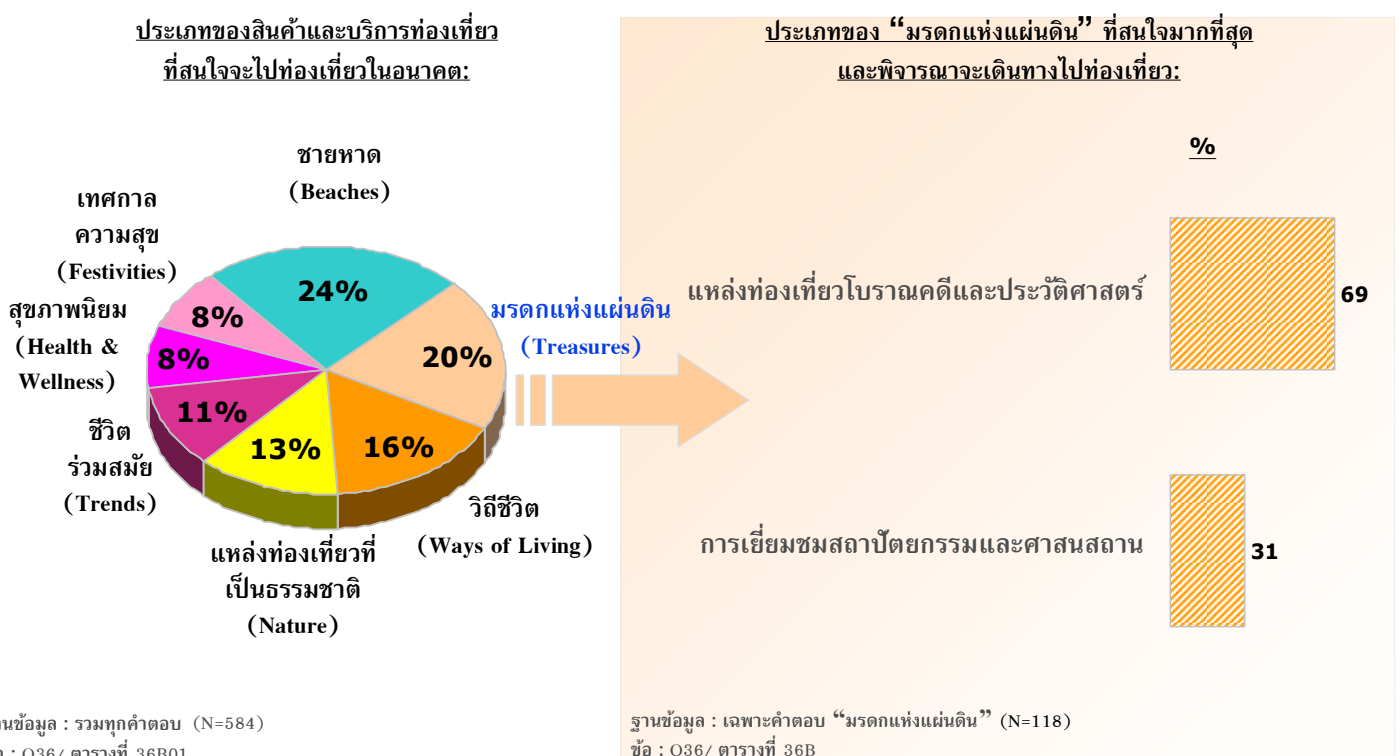 ประเภทของสินค้าและบริการท่องเที่ยว
ที่สนใจจะไปท่องเที่ยวในอนาคต:
ชายหาด
(Beaches)
เทศกาล
ความสุข
(Festivities)
สุขภาพนิยม
(Health &
Wellness)
ชีวิต
ร่วมสมัย
(Trends)
แหล่งท่องเที่ยวที่
เป็นธรรมชาติ
(Nature)
วิถีชีวิต
(Ways of Living)
มรดกแห่งแผ่นดิน
(Treasures)
24%
20%
16%
13%
11%
8%
8%
(N=584)
ฐานข้อมูล : รวมทุกคำตอบ
: Q36/ ตารางที่ 36B01
ประเภทของ “มรดกแห่งแผ่นดิน” ที่สนใจมากที่สุด
และพิจารณาจะเดินทางไปท่องเที่ยว:
%
แหล่งท่องเที่ยวโบราณคดีและประวัติศาสตร์
69
การเยี่ยมชมสถาปัตยกรรมและศาสนสถาน
31
ฐานข้อมูล : เฉพาะคำตอบ “มรดกแห่งแผ่นดิน” (N=118)
ข้อ : Q36/ ตารางที่ 36B